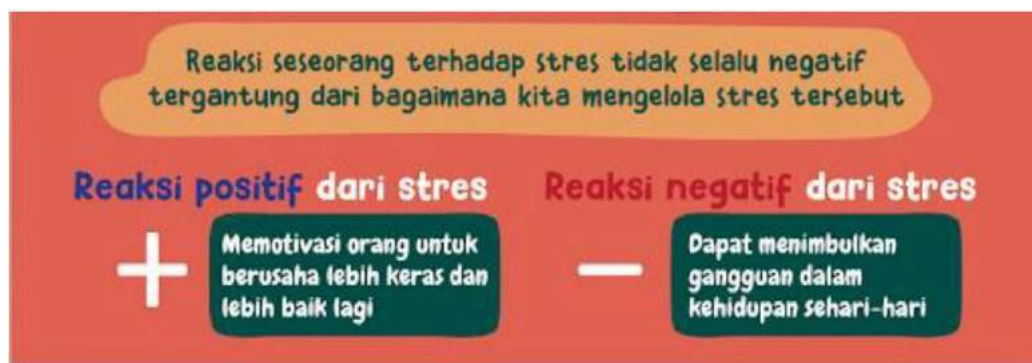 Reaksi seseorang terhadap stres tidak selalu negatif
tergantung dari bagaimana kita mengelola stres tersebut
Reaksi positif dari stres
+
Memotivasi orang untuk
berusaha lebih keras dan
lebih baik lagi
Reaksi negatif dari stres
−
Dapat menimbulkan
gangguan dalam
kehidupan sehari-hari